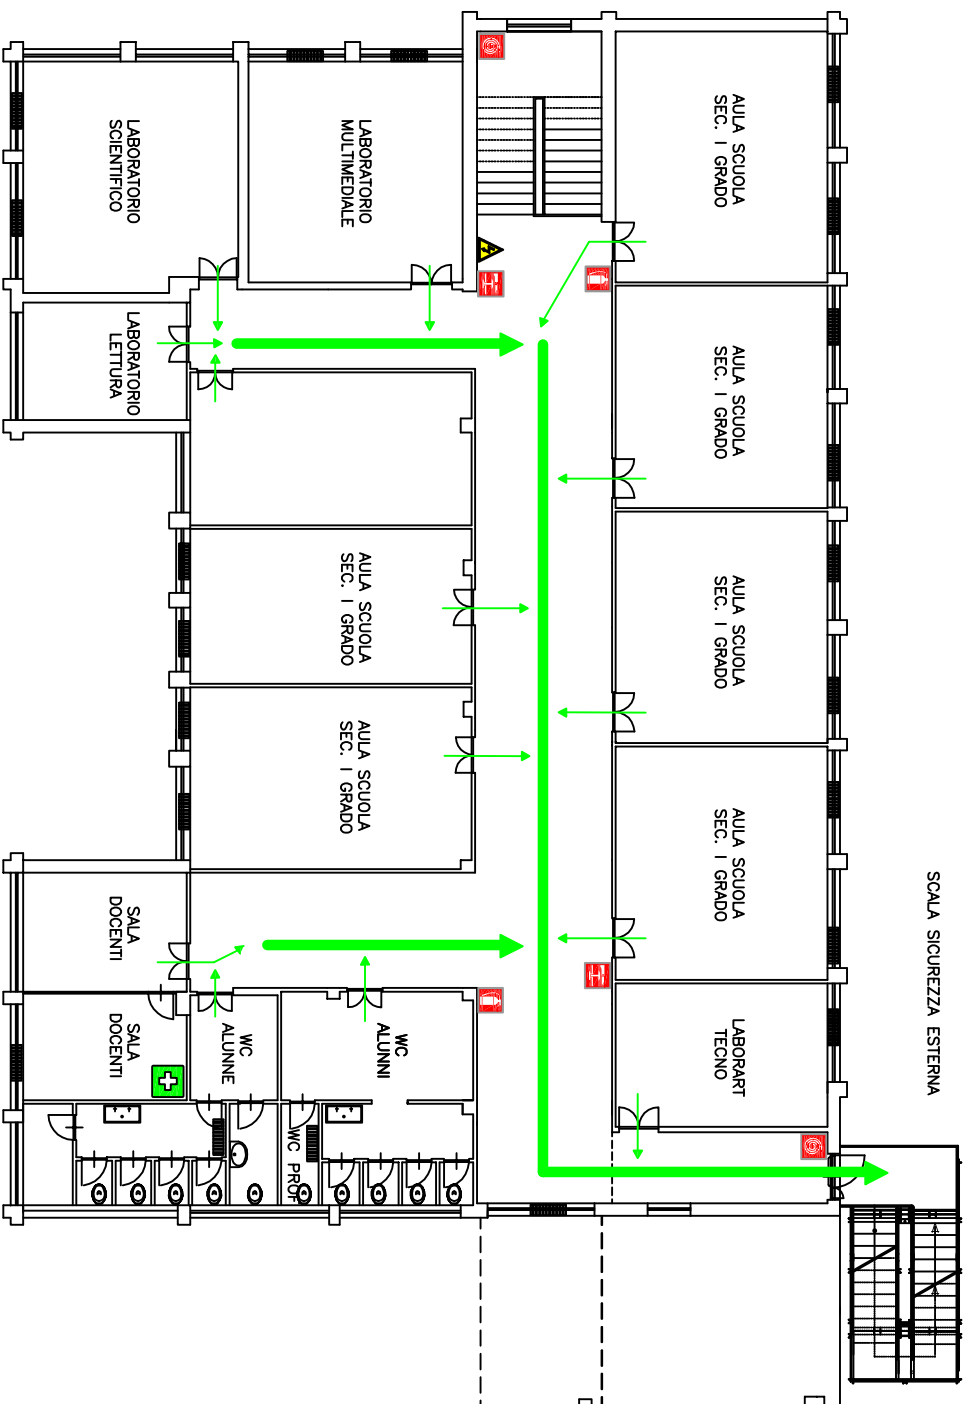 AULA SCUOLA
SEC. I GRADO
LABORATORIO
MULTIMEDIALE
LABORATORIO
SCIENTIFICO
AULA SCUOLA
SEC. I GRADO
LABORATORIO
LETTURA
AULA SCUOLA
SEC. I GRADO
AULA SCUOLA
SEC. I GRADO
AULA SCUOLA
SEC. I GRADO
AULA SCUOLA
SEC. I GRADO
SCALA SICUREZZA ESTERNA
SALA
DOCENTI
LABORART
TECNO
WC
ALUNNI
WC
ALUNNE
SALA
DOCENTI
WC PROF